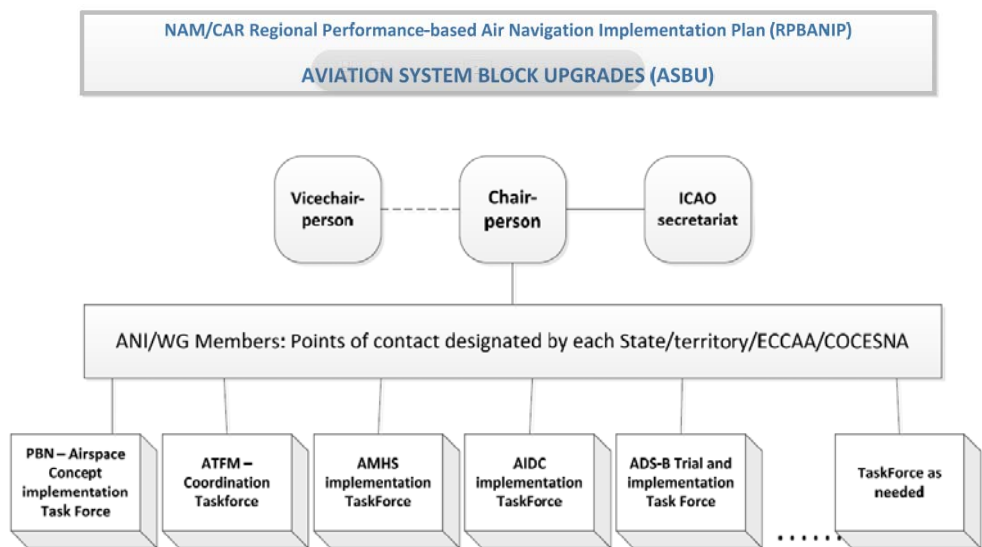 NAM/CAR Regional Performance-based Air Navigation Implementation Plan (RPBANIP)
AVIATION SYSTEM BLOCK UPGRADES (ASBU)
Vicechair-
person
Chair-
person
ICAO
secretariat
ANI/WG Members: Points of contact designated by each State/territory/ECCAA/COCESNA
PBN – Airspace
Concept
implementation
Task Force
ATFM –
Coordination
Taskforce
AMHS
implementation
TaskForce
AIDC
implementation
TaskForce
ADS-B Trial and
implementation
Task Force
......
TaskForce as
needed